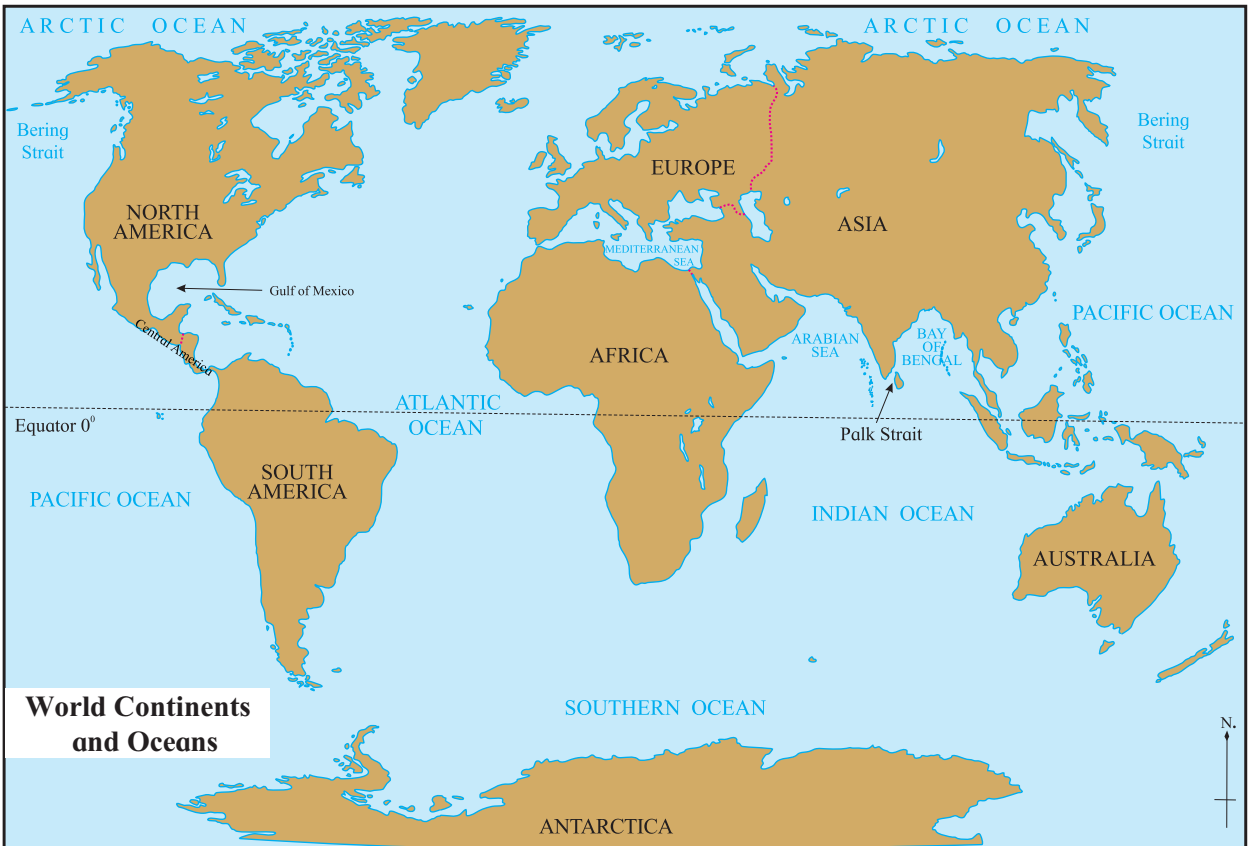 ARCTIC OCEAN
ARCTIC OCEAN
Bering
Strait
Bering
Strait
EUROPE
NORTH
AMERICA
ASIA
MEDITERRANEAN
SEA
Gulf of Mexico
PACIFIC OCEAN
Central America
ARABIAN
SEA
BAY
OF
BENGAL
AFRICA
ATLANTIC
OCEAN
Equator 0⁰
Palk Strait
SOUTH
AMERICA
PACIFIC OCEAN
INDIAN OCEAN
AUSTRALIA
SOUTHERN OCEAN
World Continents
and Oceans
N.
ANTARCTICA